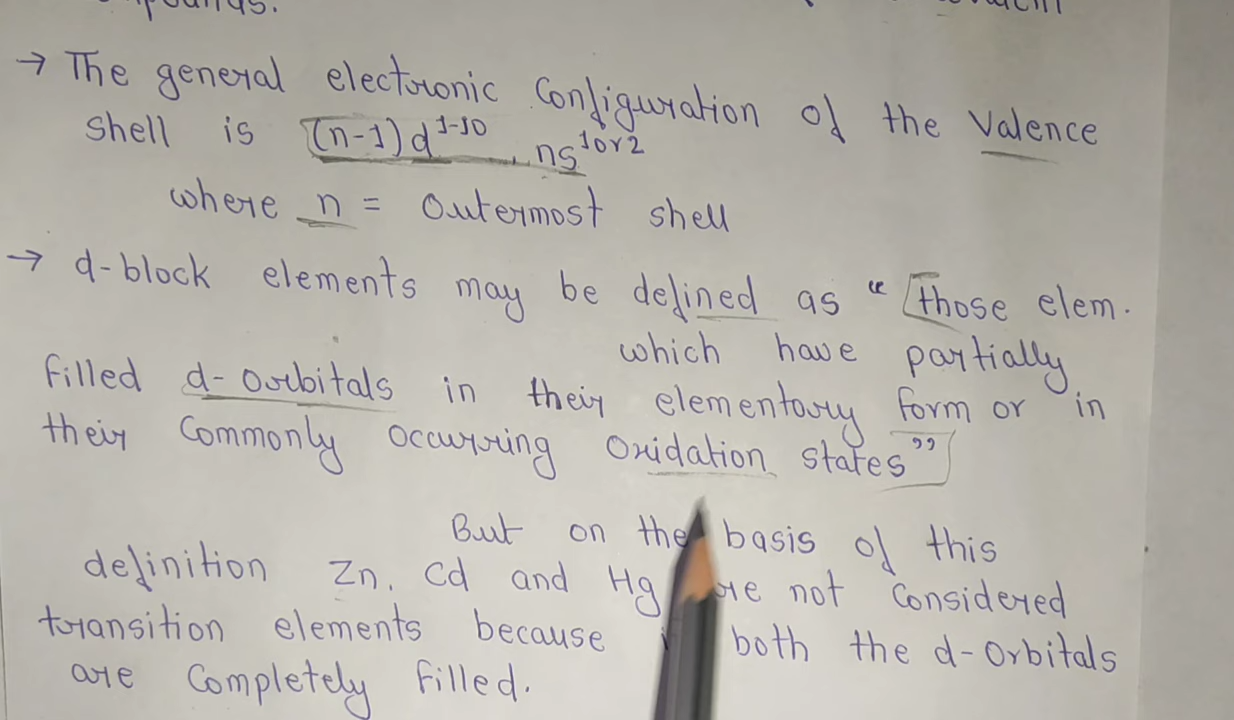 → The general electronic Configuration of the Valence
shell is (n-1)d¹⁻¹⁰ ns¹ ᵒʳ ²
where n = Outermost shell
→ d-block elements may be defined as “those elem.
which have partially
filled d-orbitals in their elementary form or in
their Commonly occurring Oxidation states”
But on the basis of this
definition Zn, Cd and Hg are not Considered
transition elements because both the d-Orbitals
are Completely filled.